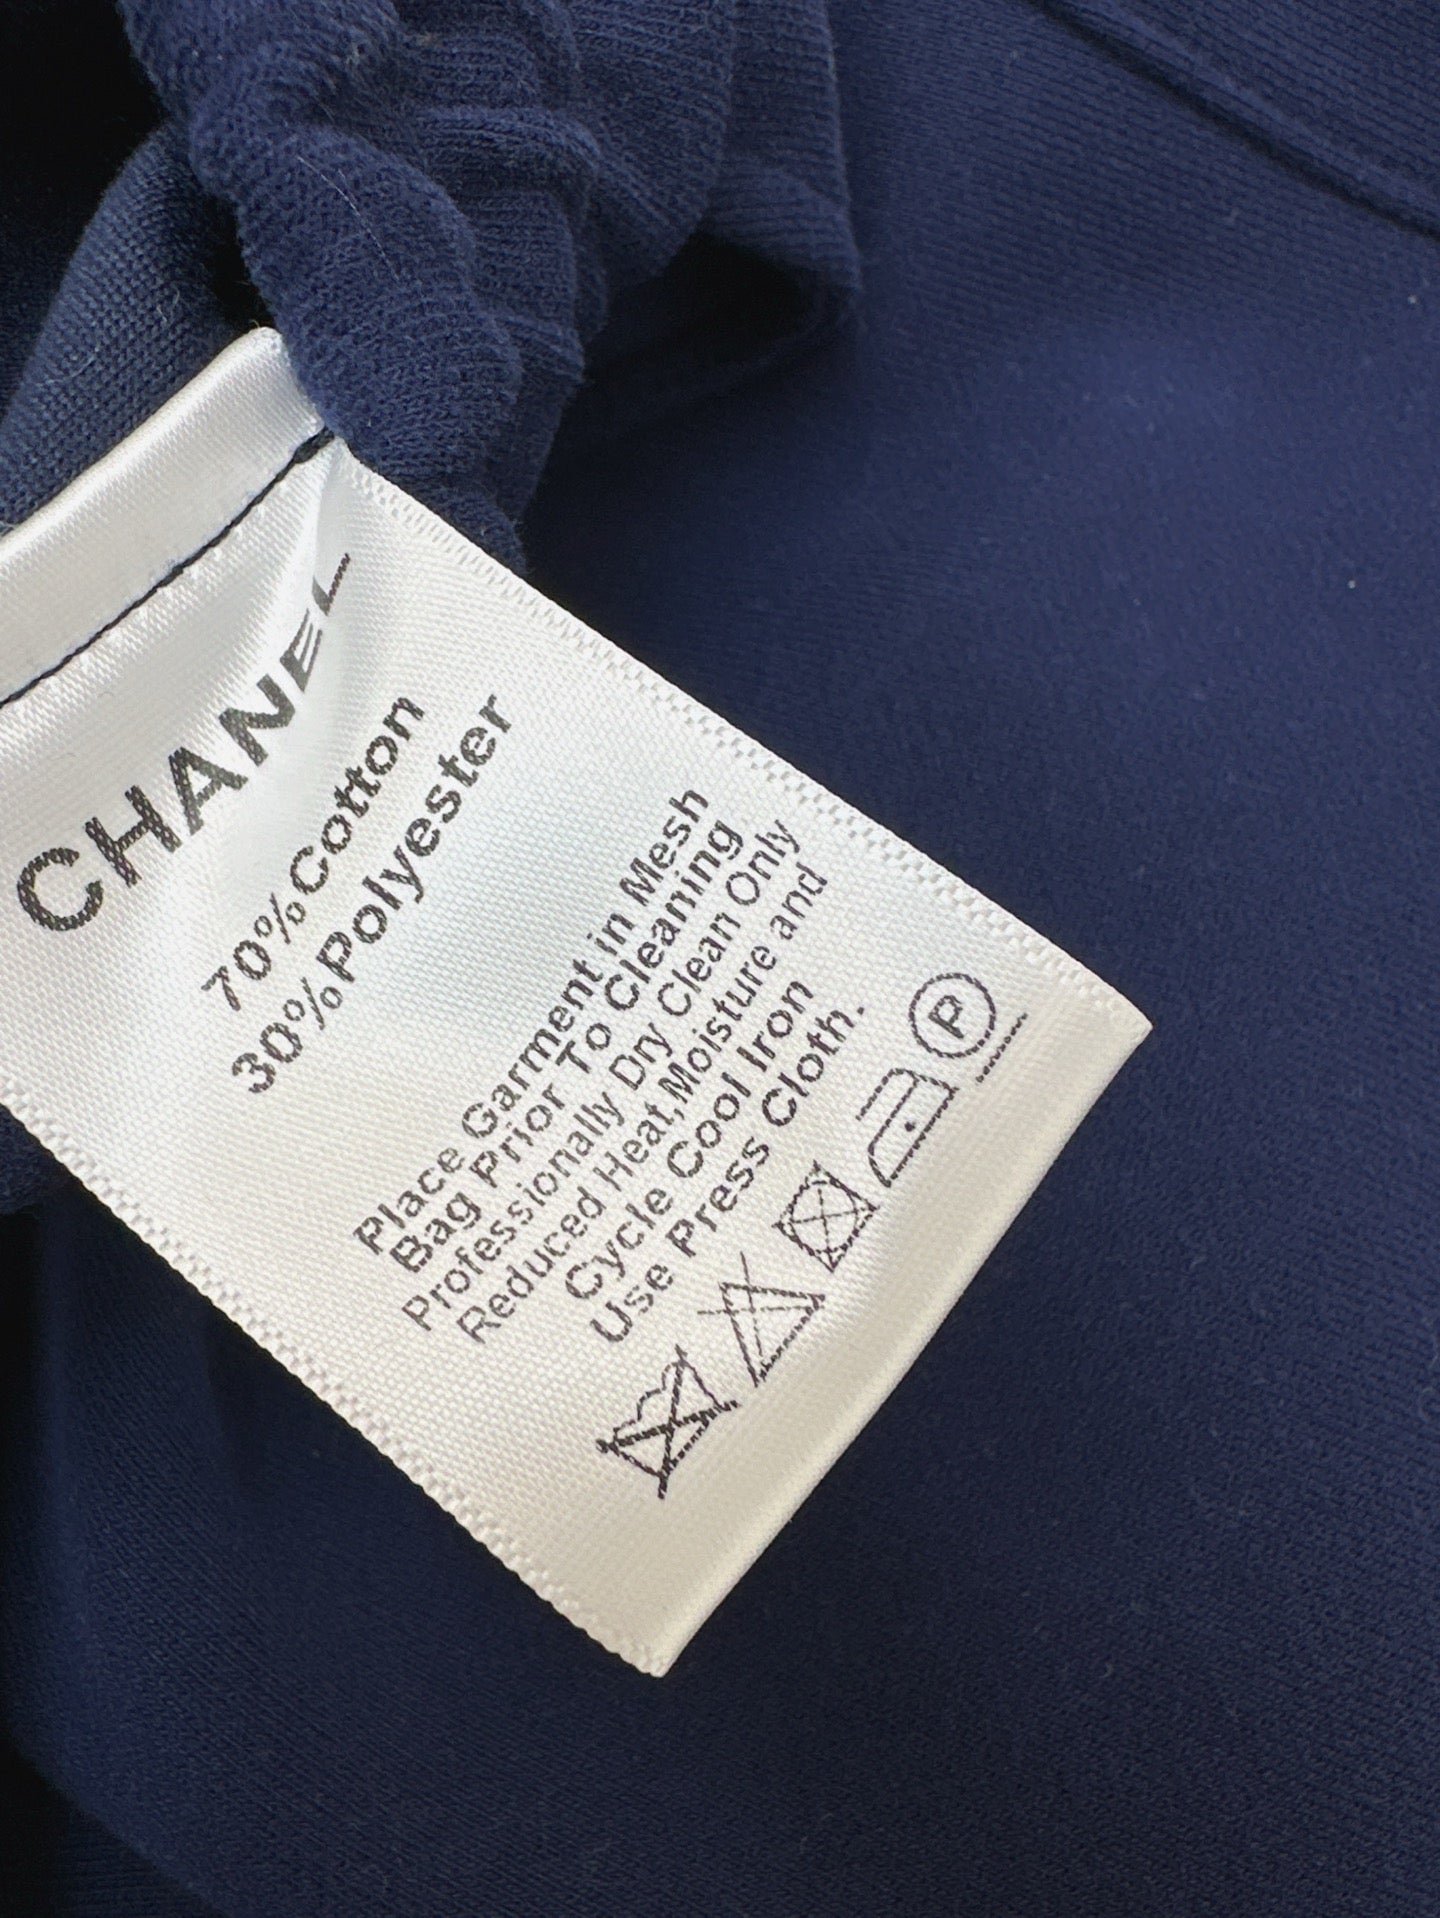 CHANEL
70%Cotton
30%Polyester
Place Garment in Mesh
Bag Prior To Cleaning
Professionally Dry Clean Only
Reduced Heat,Moisture and
Cycle Cool Iron
Use Press Cloth.
P